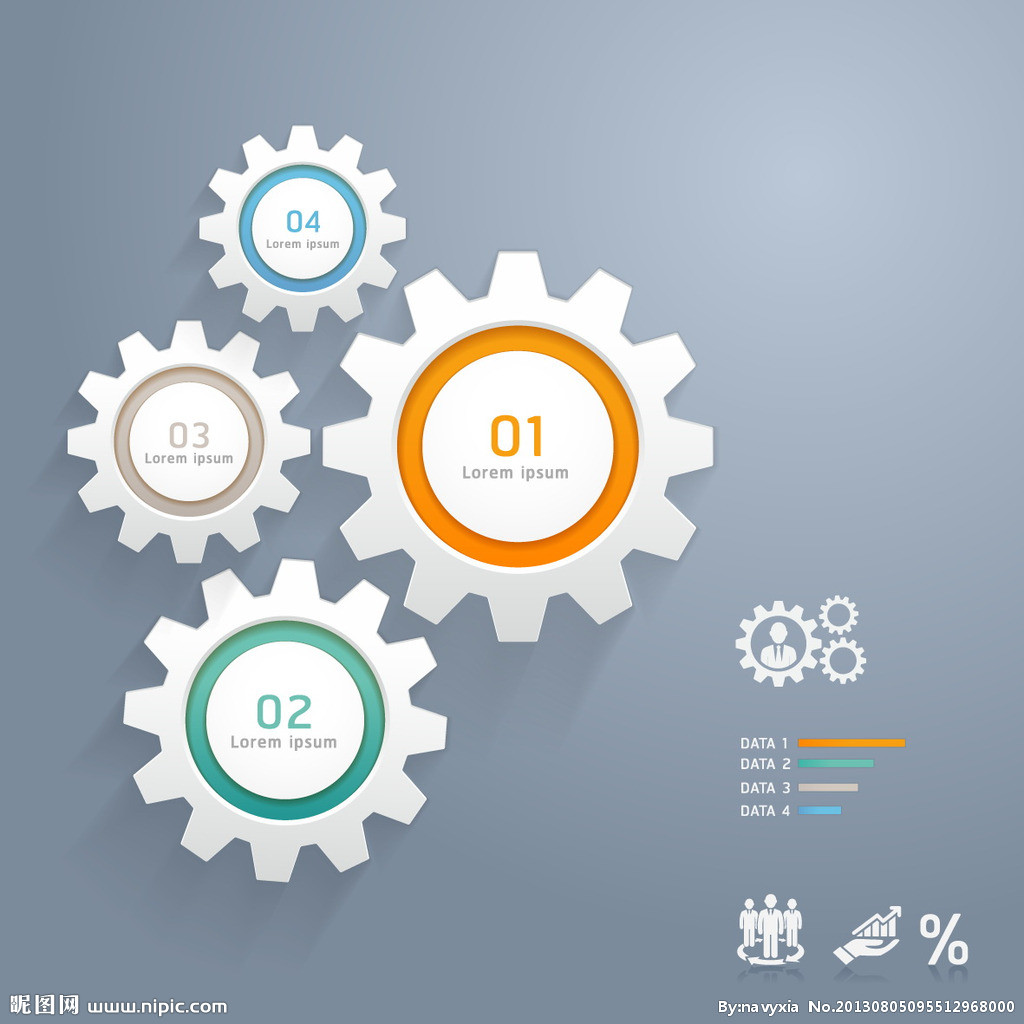 04
Lorem ipsum
01
Lorem ipsum
03
Lorem ipsum
02
Lorem ipsum
DATA 1
DATA 2
DATA 3
DATA 4
%
昵图网 www.nipic.com
By:navyxia No.20130805095512968000